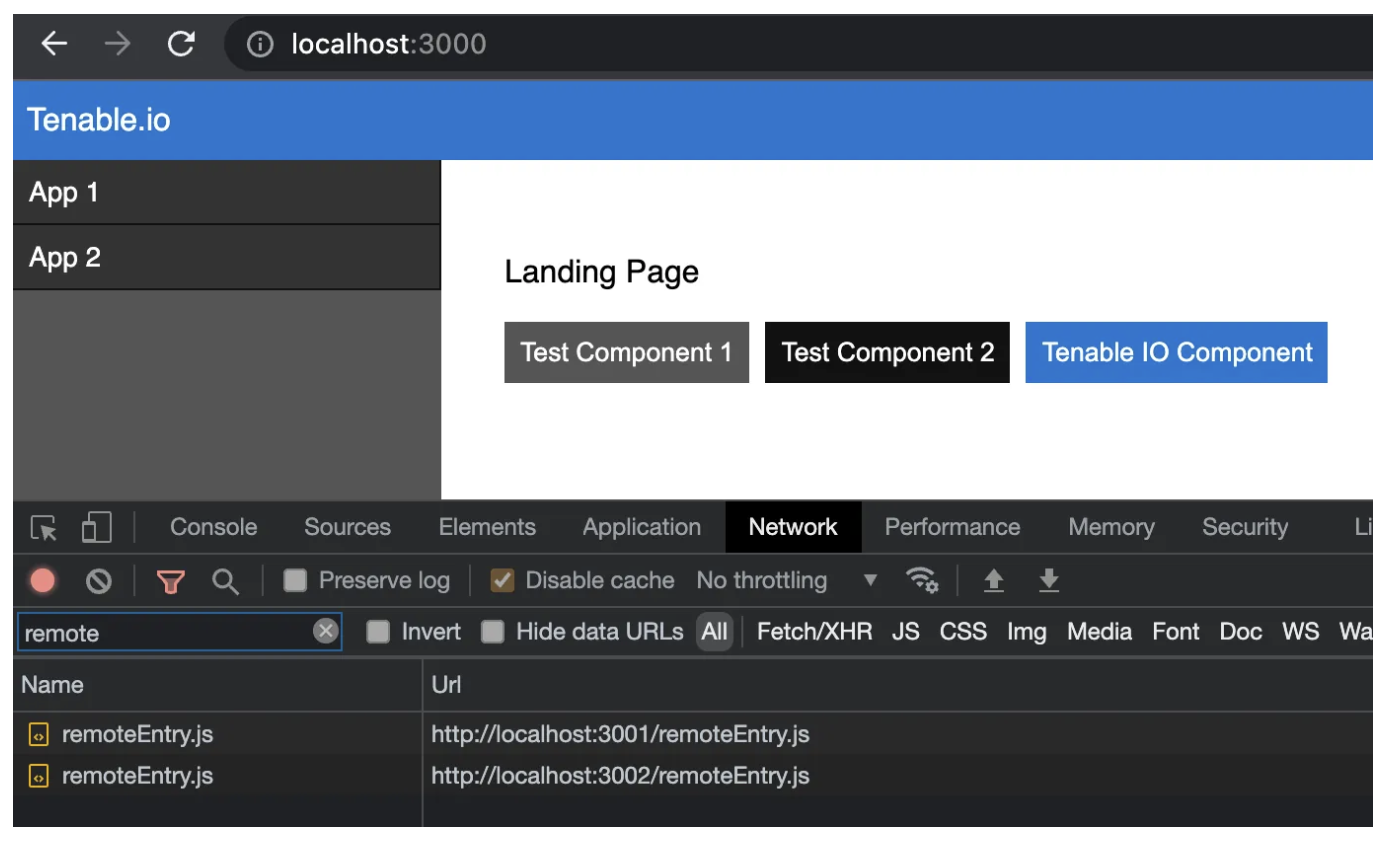 localhost:3000
Tenable.io
App 1
App 2
Landing Page
Test Component 1 Test Component 2 Tenable IO Component
Console Sources Elements Application Network Performance Memory Security Li
Preserve log Disable cache No throttling
remote Invert Hide data URLs All Fetch/XHR JS CSS Img Media Font Doc WS Wa
Name Url
remoteEntry.js http://localhost:3001/remoteEntry.js
remoteEntry.js http://localhost:3002/remoteEntry.js